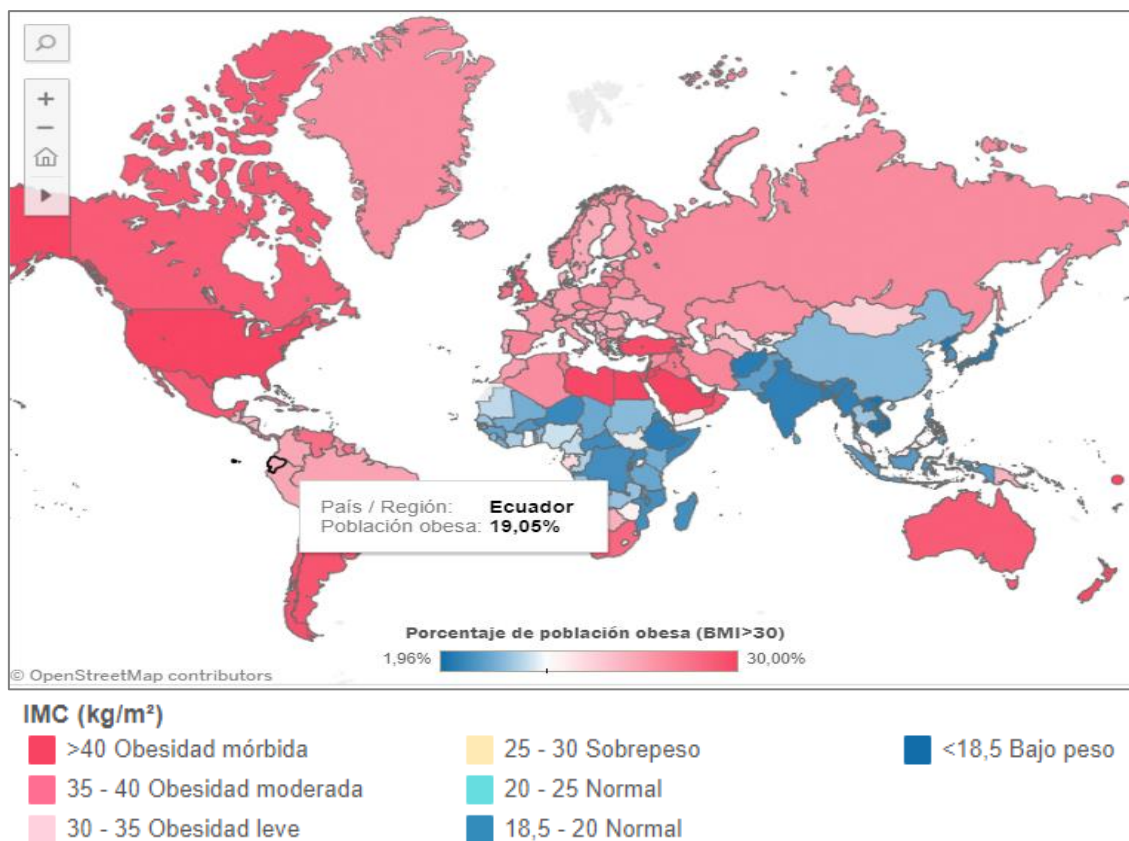 País / Región: Ecuador
Población obesa: 19,05%
Porcentaje de población obesa (BMI>30)
1,96% 30,00%
© OpenStreetMap contributors
IMC (kg/m²)
>40 Obesidad mórbida
35 - 40 Obesidad moderada
30 - 35 Obesidad leve
25 - 30 Sobrepeso
20 - 25 Normal
18,5 - 20 Normal
<18,5 Bajo peso